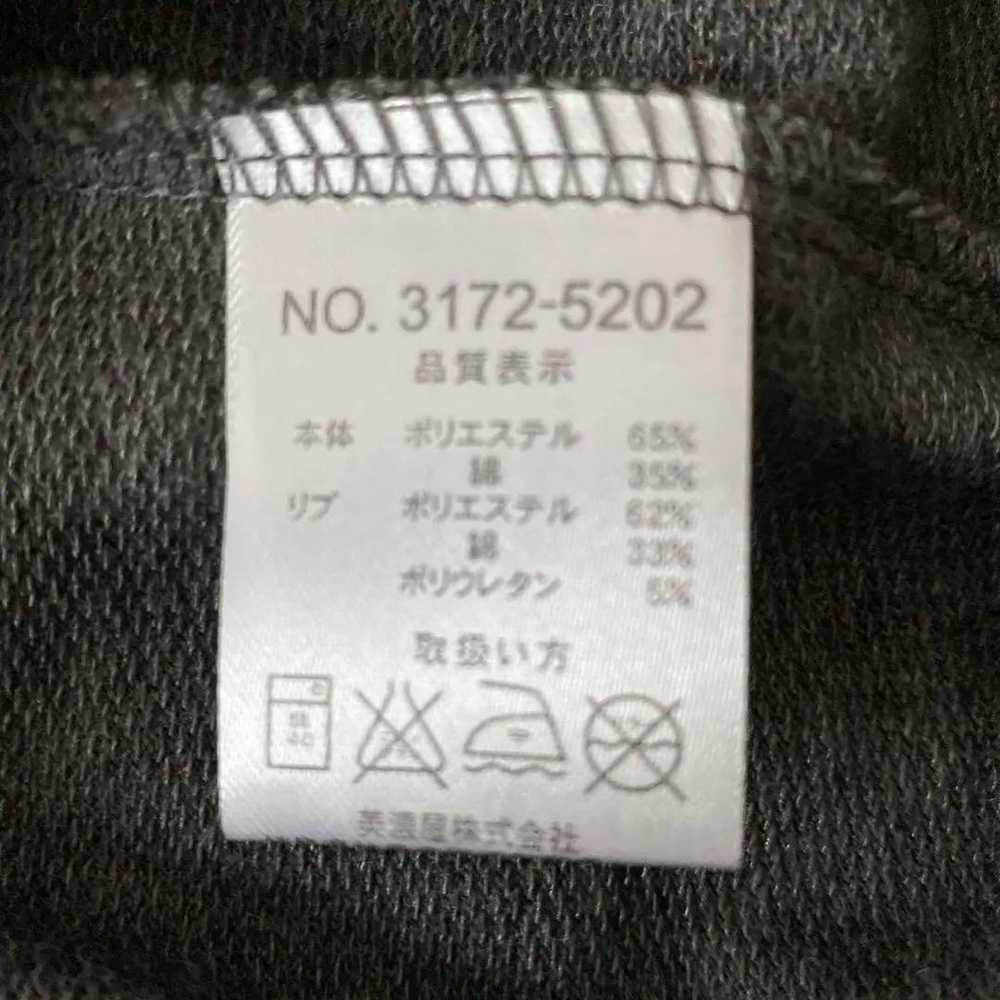 NO. 3172-5202
品質表示
本体 ポリエステル 65%
綿 35%
リブ ポリエステル 62%
綿 33%
ポリウレタン 5%
取扱い方
40
中
美濃屋株式会社